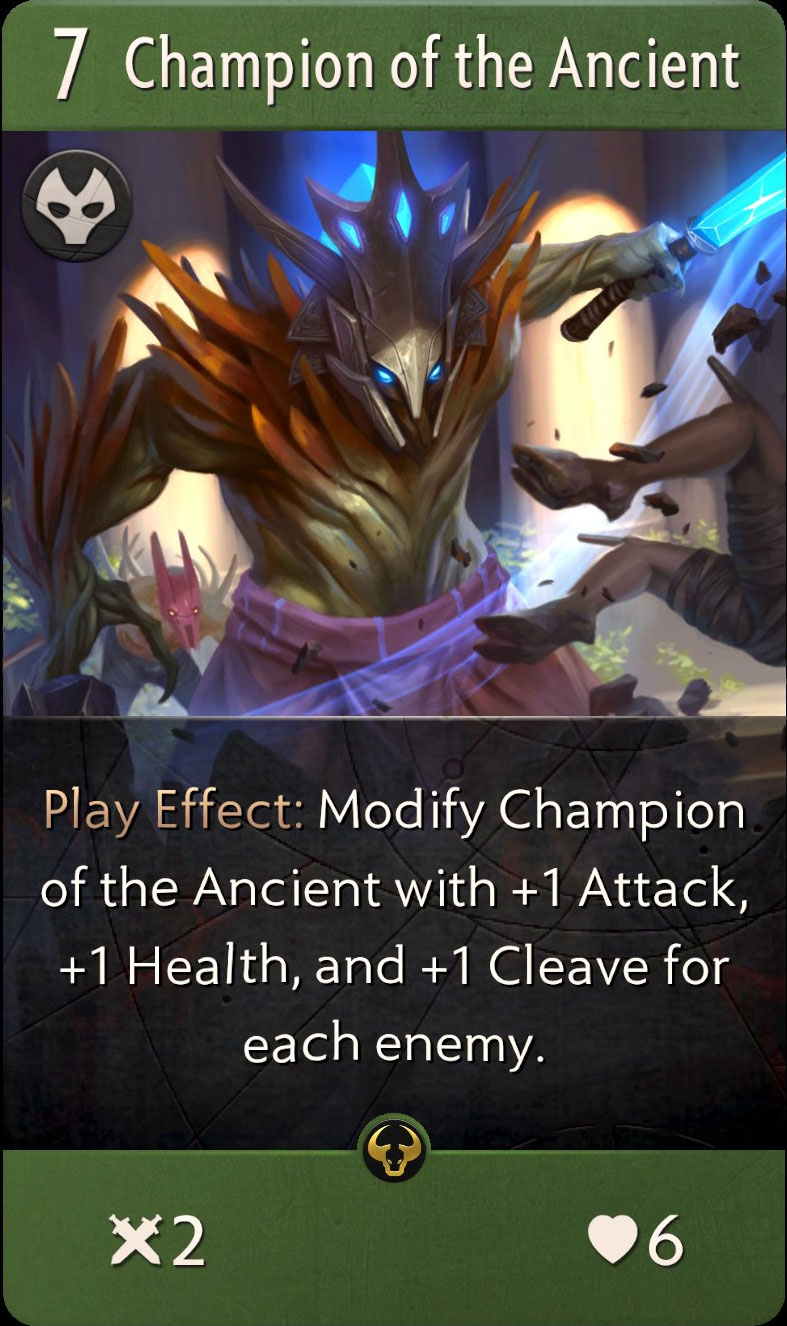 7 Champion of the Ancient
Play Effect: Modify Champion
of the Ancient with +1 Attack,
+1 Health, and +1 Cleave for
each enemy.
2 6